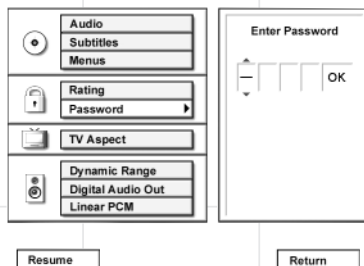 Audio
Subtitles
Menus
Rating
Password
TV Aspect
Dynamic Range
Digital Audio Out
Linear PCM
Enter Password
OK
Resume
Return